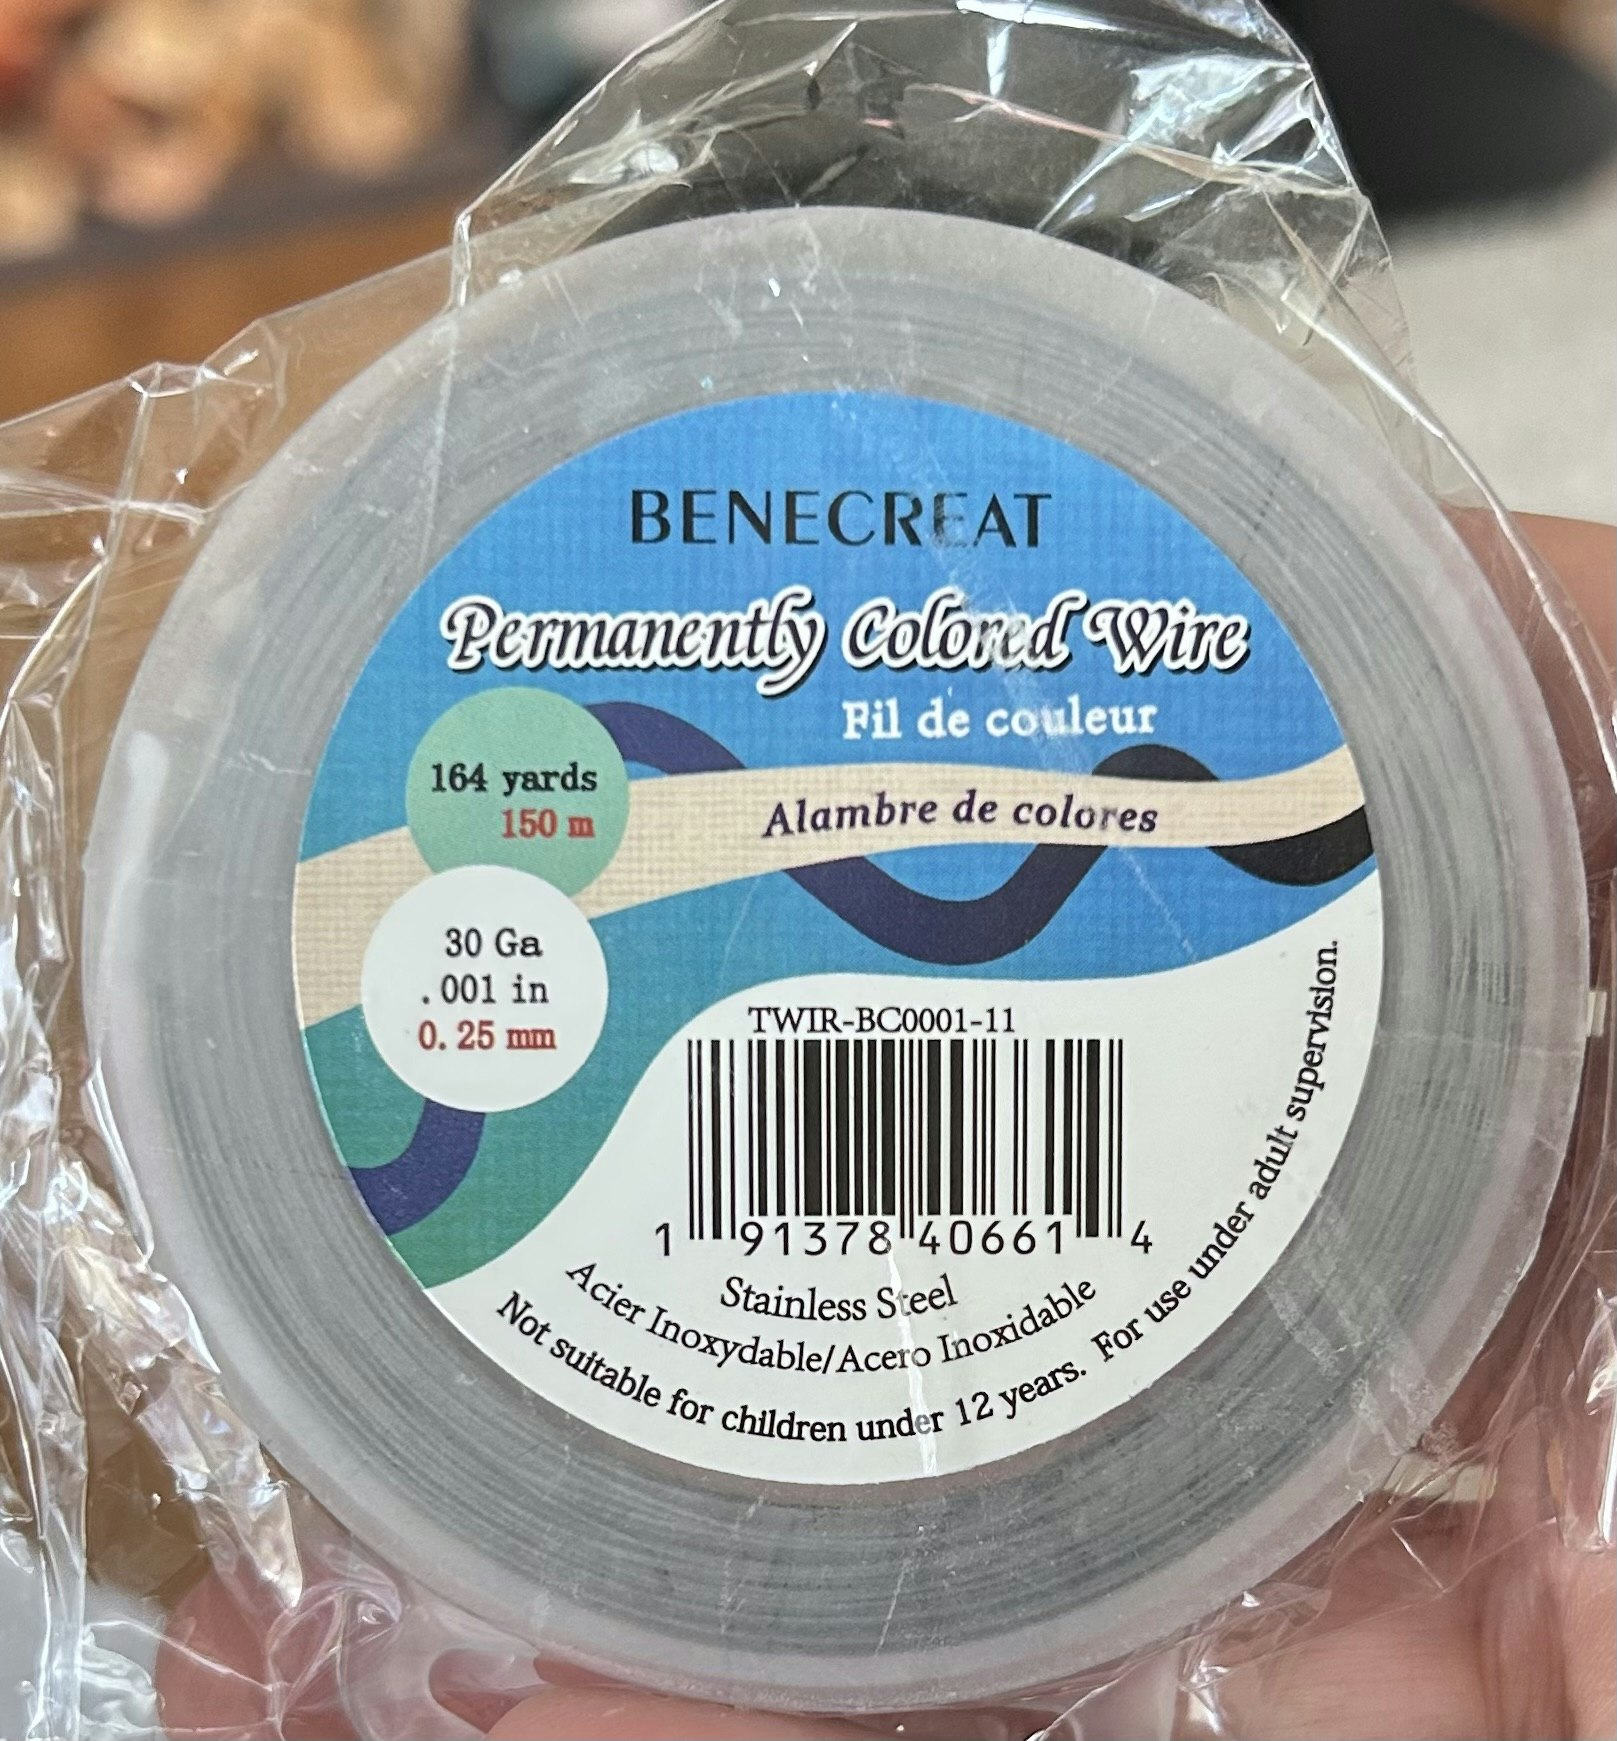 BENECREAT
Permanently Colored Wire
Fil de couleur
Alambre de colores
164 yards
150 m
30 Ga
.001 in
0.25 mm
TWIR-BC0001-11
1 91378 40661 4
Stainless Steel
Acier Inoxydable/Acero Inoxidable
Not suitable for children under 12 years. For use under adult supervision.